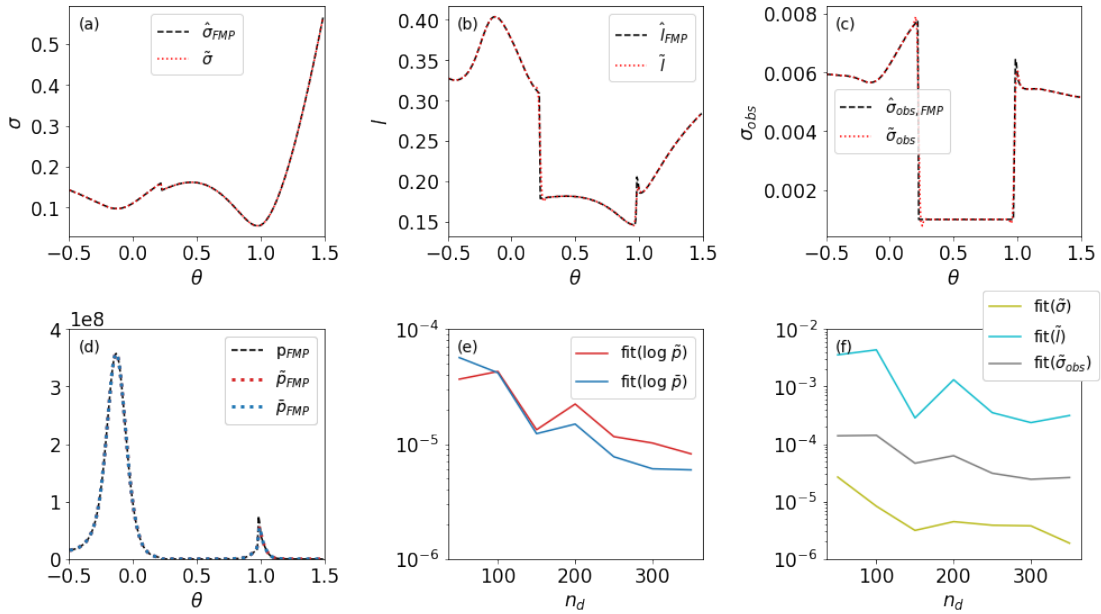 (a)
σ̂_FMP
σ̃
σ
0.5
0.4
0.3
0.2
0.1
−0.5 0.0 0.5 1.0 1.5
θ
(b)
l̂_FMP
l̃
l
0.40
0.35
0.30
0.25
0.20
0.15
−0.5 0.0 0.5 1.0 1.5
θ
(c)
σ̂_obs,FMP
σ̃_obs
σ_obs
0.008
0.006
0.004
0.002
−0.5 0.0 0.5 1.0 1.5
θ
1e8
(d)
p_FMP
p̃_FMP
p̄_FMP
4
3
2
1
0
−0.5 0.0 0.5 1.0 1.5
θ
(e)
fit(log p̃)
fit(log p̄)
10⁻⁴
10⁻⁵
10⁻⁶
100 200 300
n_d
(f)
fit(σ̃)
fit(l̃)
fit(σ̃_obs)
10⁻²
10⁻³
10⁻⁴
10⁻⁵
10⁻⁶
100 200 300
n_d